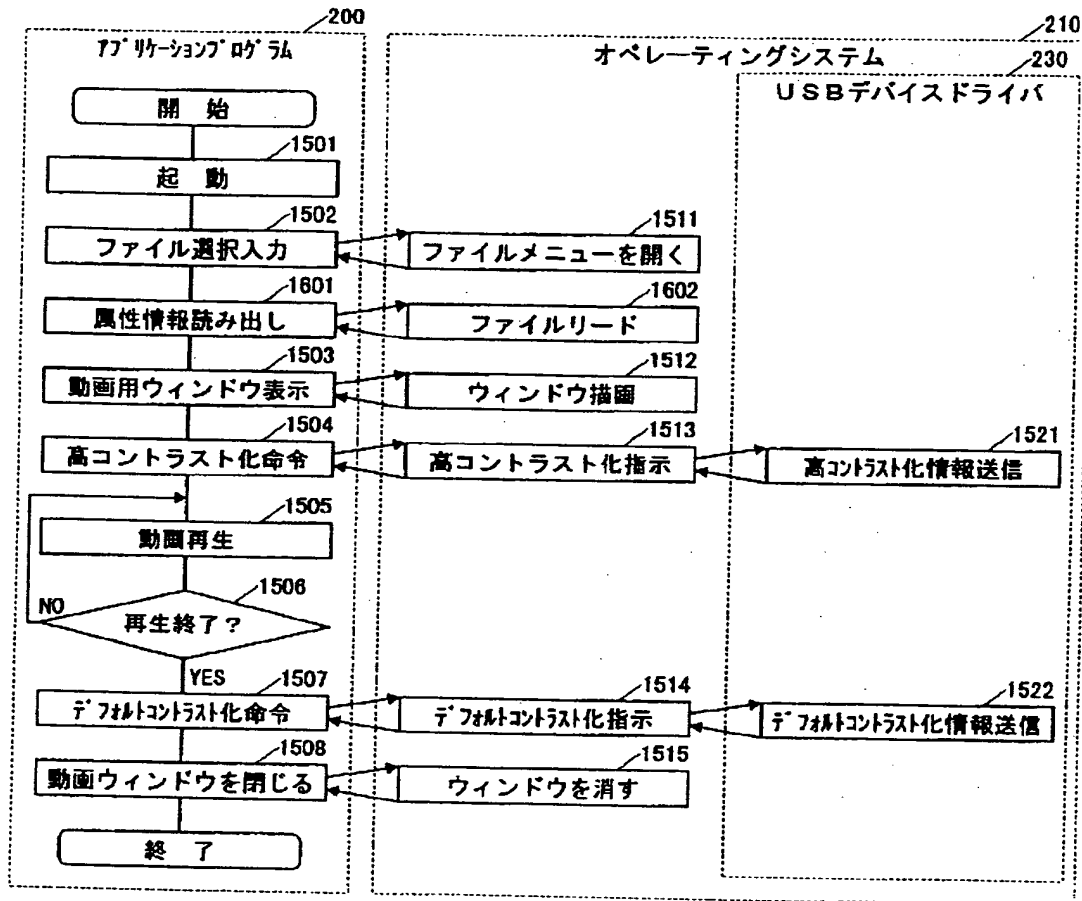 200
アプリケーションプログラム
210
オペレーティングシステム
230
USBデバイスドライバ
開 始
1501
起 動
1502
ファイル選択入力
1511
ファイルメニューを開く
1601
属性情報読み出し
1602
ファイルリード
1503
動画用ウィンドウ表示
1512
ウィンドウ描画
1504
高コントラスト化命令
1513
高コントラスト化指示
1521
高コントラスト化情報送信
1505
動画再生
1506
再生終了?
NO
YES
1507
デフォルトコントラスト化命令
1514
デフォルトコントラスト化指示
1522
デフォルトコントラスト化情報送信
1508
動画ウィンドウを閉じる
1515
ウィンドウを消す
終 了